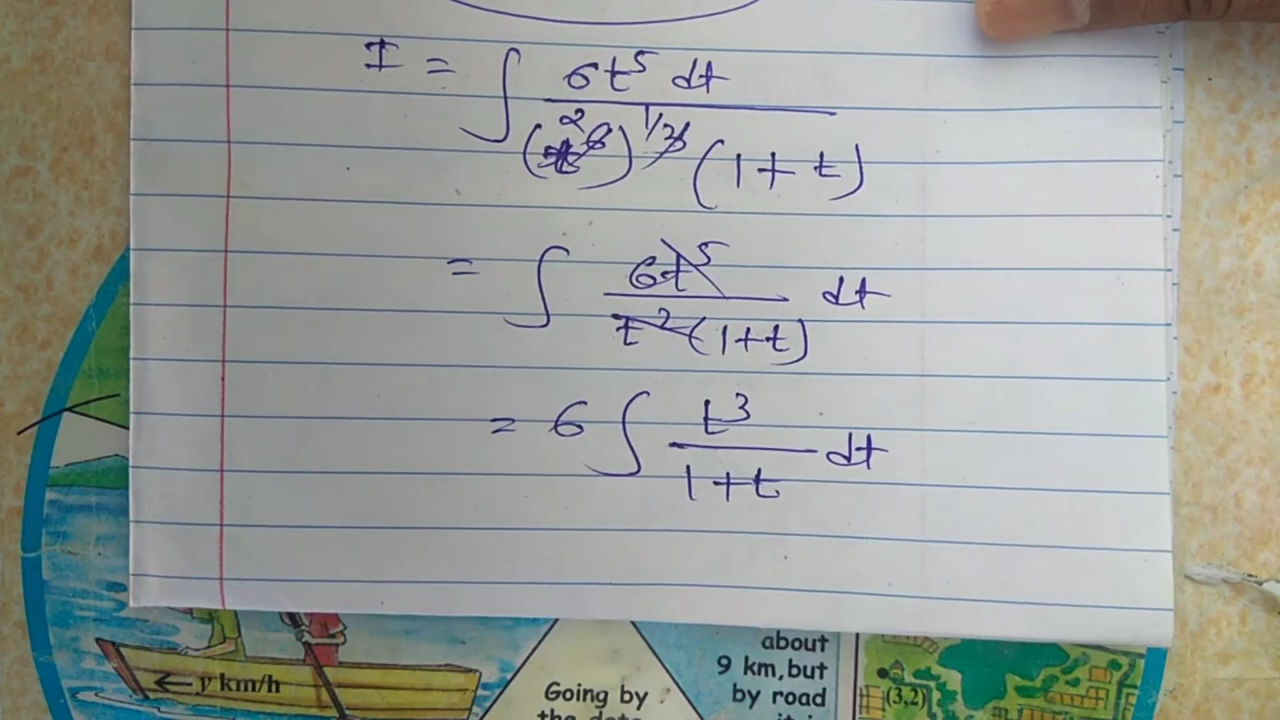 I = ∫ 6t⁵ dt / (t⁶)^{1/3} (1 + t)
= ∫ 6t⁵ / t²(1+t) dt
= 6 ∫ t³ / 1+t dt
← y km/h
Going by
about
9 km, but
by road
(3,2)